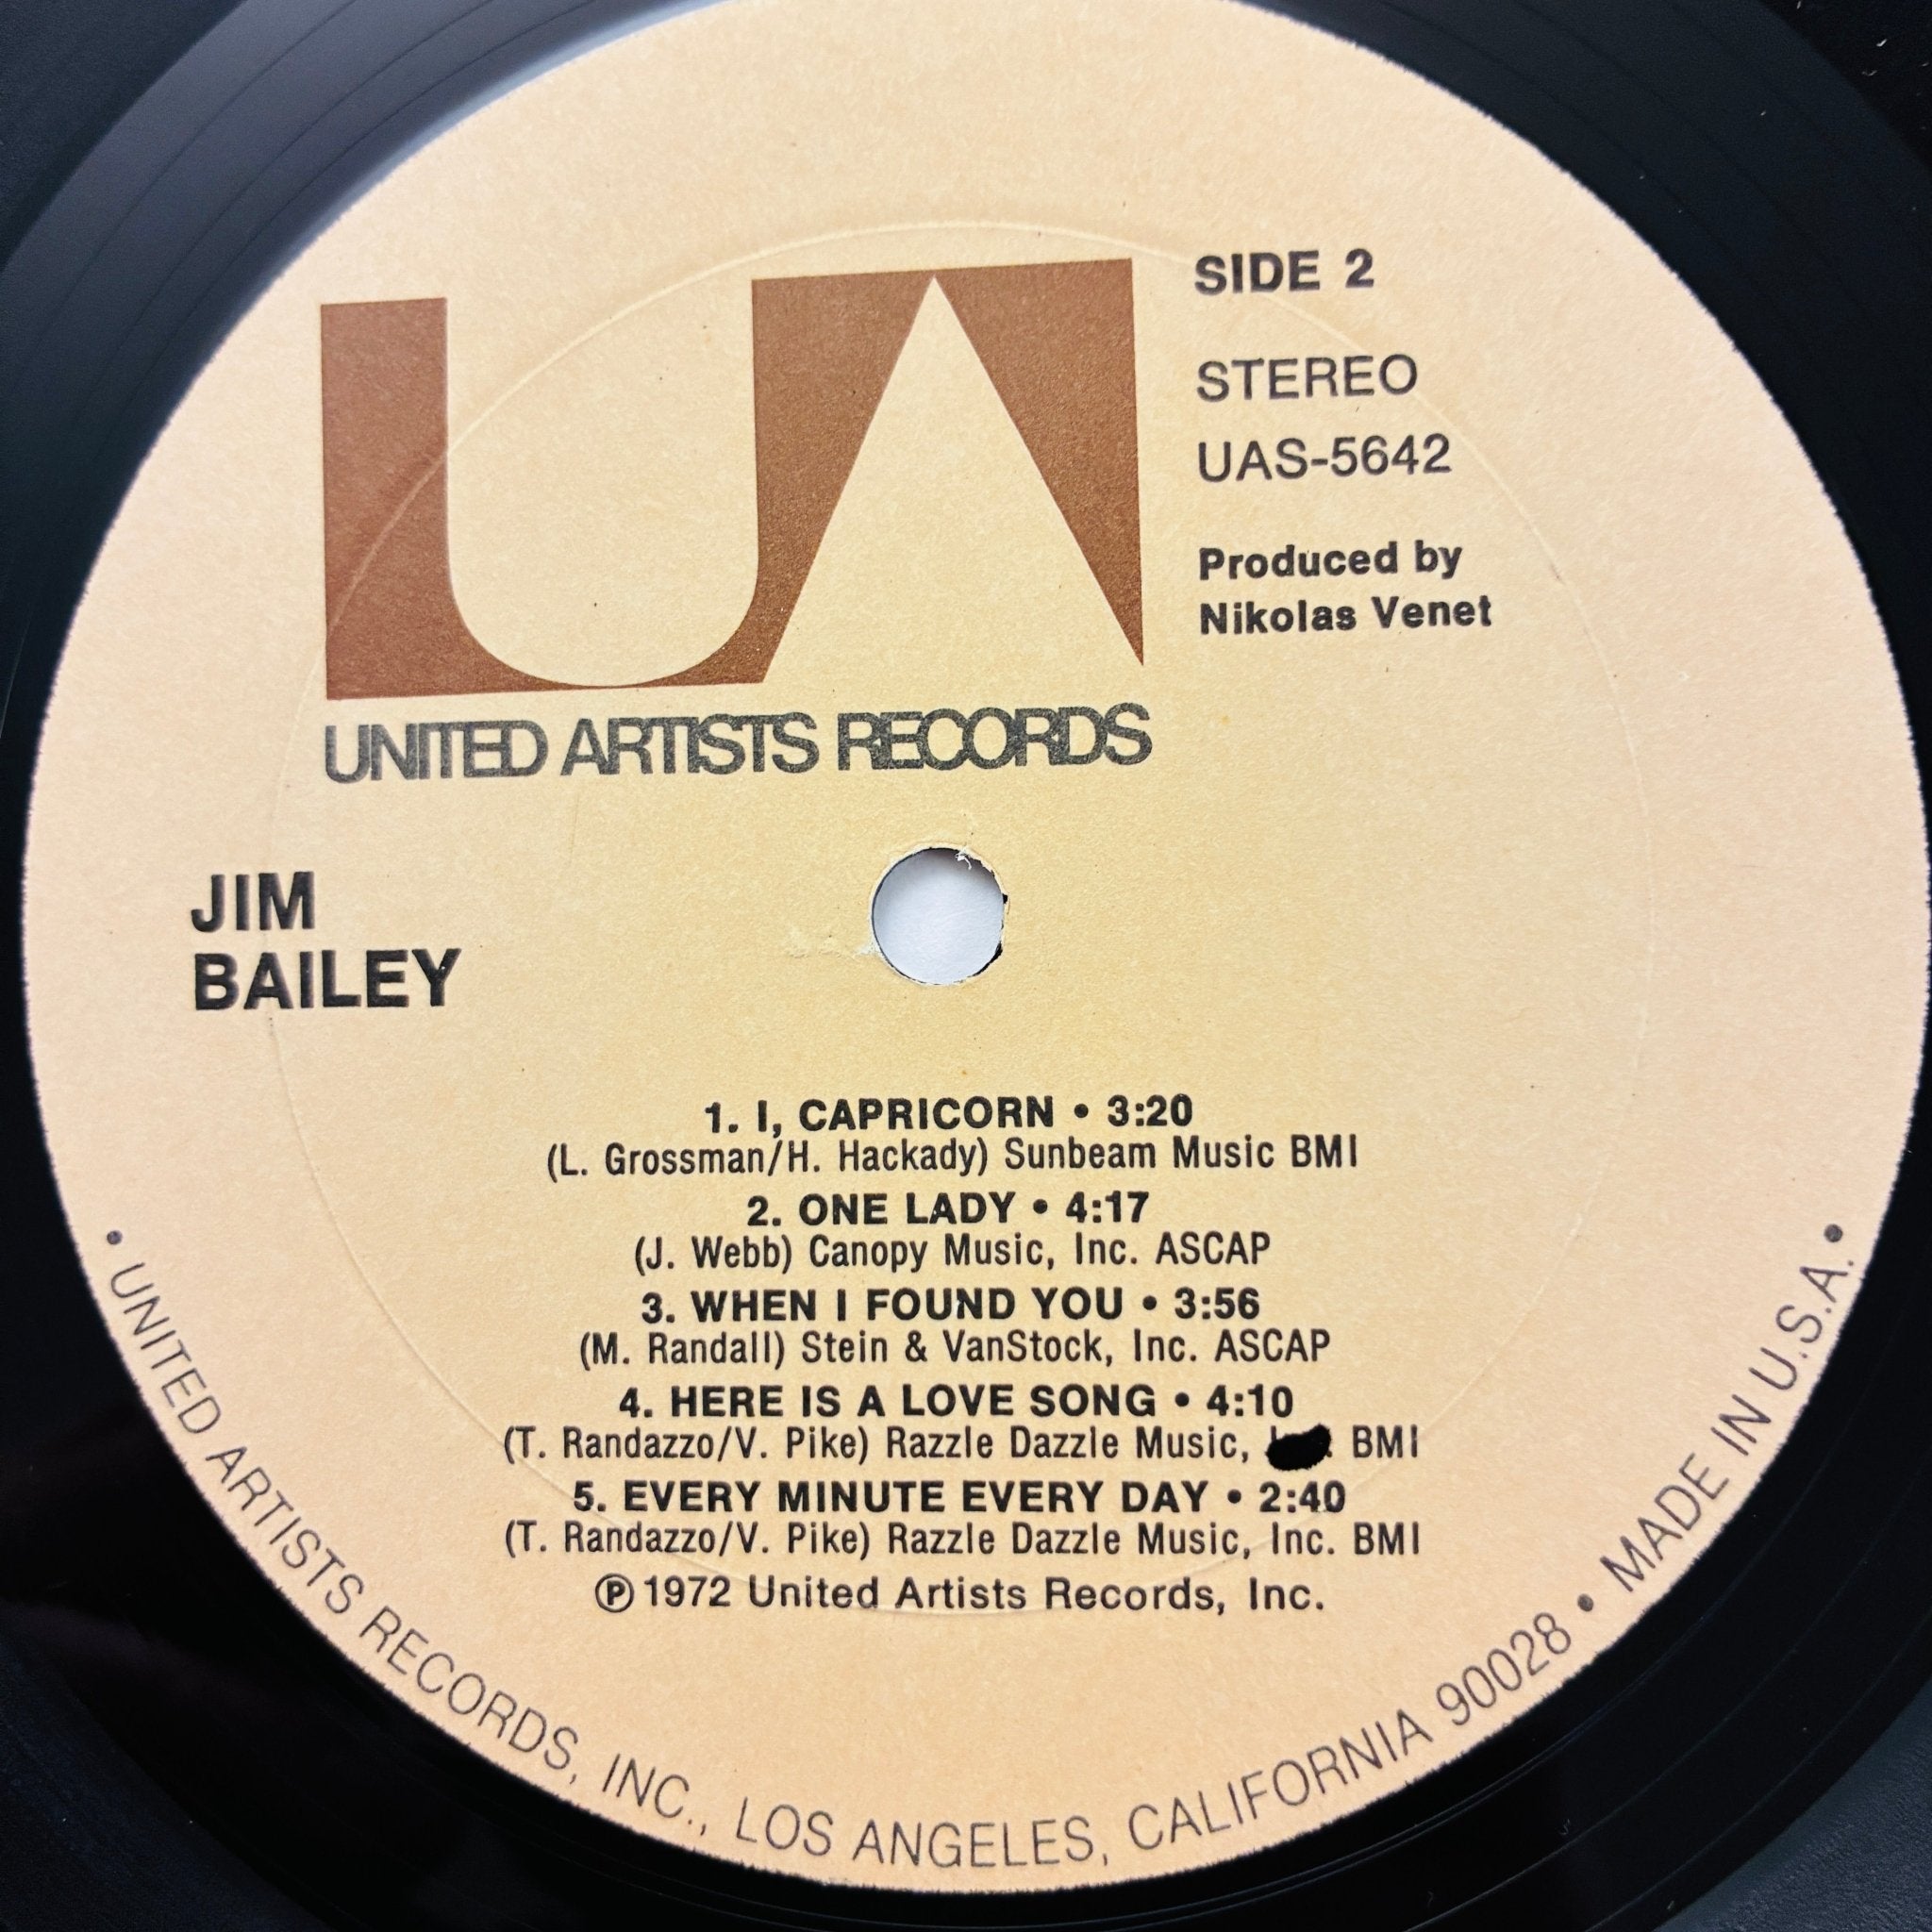 UA
SIDE 2
STEREO
UAS-5642
Produced by
Nikolas Venet
UNITED ARTISTS RECORDS
JIM
BAILEY
1. I, CAPRICORN • 3:20
(L. Grossman/H. Hackady) Sunbeam Music BMI
2. ONE LADY • 4:17
(J. Webb) Canopy Music, Inc. ASCAP
3. WHEN I FOUND YOU • 3:56
(M. Randall) Stein & VanStock, Inc. ASCAP
4. HERE IS A LOVE SONG • 4:10
(T. Randazzo/V. Pike) Razzle Dazzle Music, BMI
5. EVERY MINUTE EVERY DAY • 2:40
(T. Randazzo/V. Pike) Razzle Dazzle Music, Inc. BMI
℗ 1972 United Artists Records, Inc.
• UNITED ARTISTS RECORDS, INC., LOS ANGELES, CALIFORNIA 90028 • MADE IN U.S.A. •